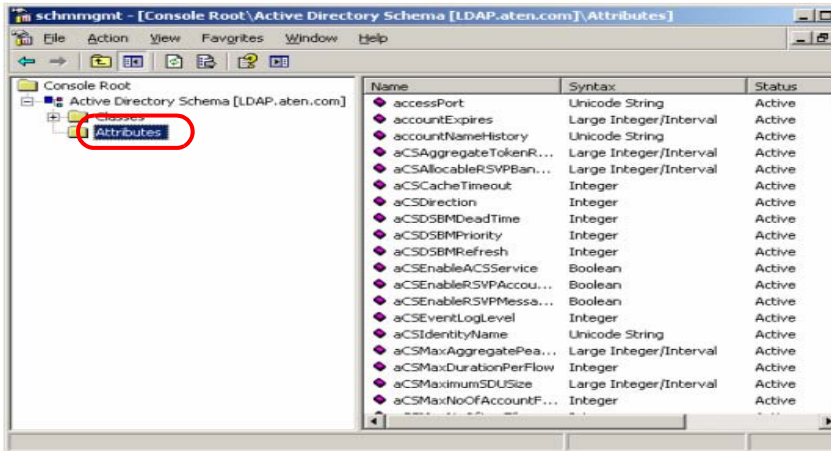 schmmgmt - [Console Root\Active Directory Schema [LDAP.aten.com]\Attributes]
File Action View Favorites Window Help
Console Root
Active Directory Schema [LDAP.aten.com]
Classes
Attributes
Name Syntax Status
accessPort Unicode String Active
accountExpires Large Integer/Interval Active
accountNameHistory Unicode String Active
aCSAggregateTokenR... Large Integer/Interval Active
aCSAllocableRSVPBan... Large Integer/Interval Active
aCSCacheTimeout Integer Active
aCSDirection Integer Active
aCSDSBMDeadTime Integer Active
aCSDSBMPriority Integer Active
aCSDSBMRefresh Integer Active
aCSEnableACSService Boolean Active
aCSEnableRSVPAccou... Boolean Active
aCSEnableRSVPMessa... Boolean Active
aCSEventLogLevel Integer Active
aCSIdentityName Unicode String Active
aCSMaxAggregatePea... Large Integer/Interval Active
aCSMaxDurationPerFlow Integer Active
aCSMaximumSDUSize Large Integer/Interval Active
aCSMaxNoOfAccountF... Integer Active